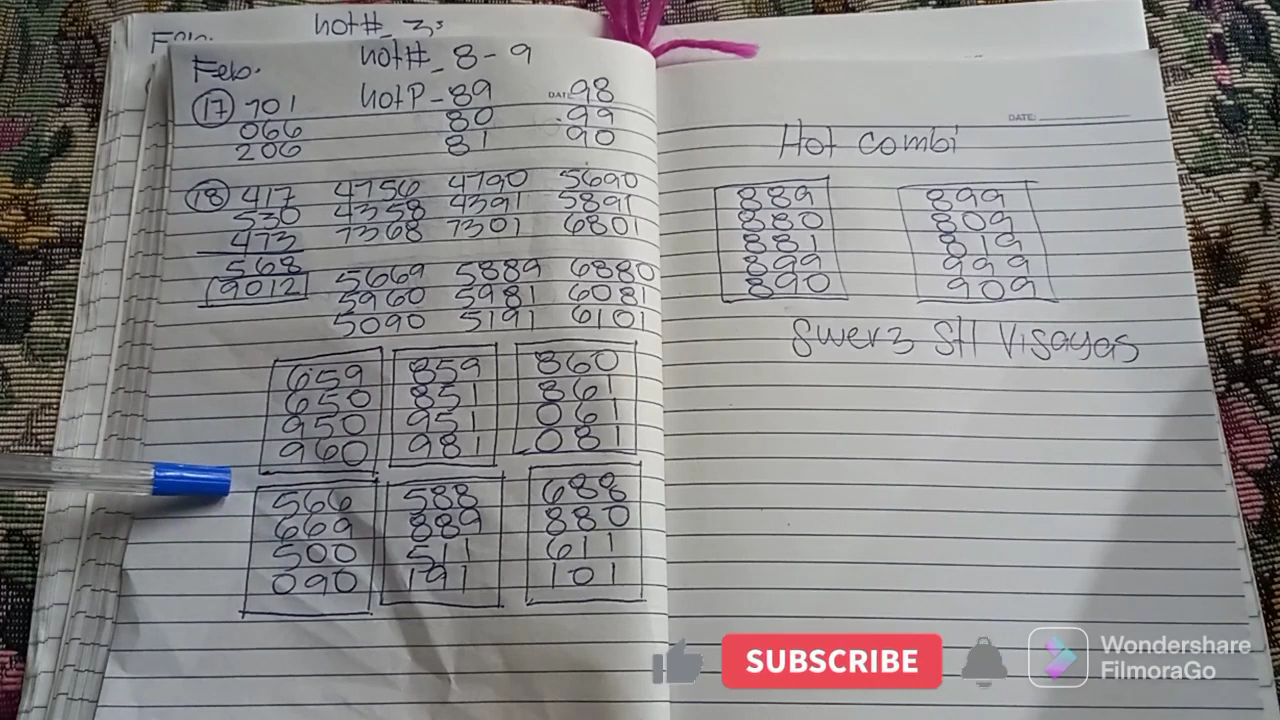 hot#_3:
Feb.
Feb. hot#_8-9
17 701 hotP-89 DATE 98
066 80 99
206 81 90
18 417 4756 4790 5690
530 4358 4391 5891
473 7368 7301 6801
568
9012 5669 5889 6880
5960 5981 6081
5090 5191 6101
659 859 860
650 851 861
950 951 061
960 981 081
566 588 688
669 889 880
500 511 611
090 191 101
DATE:
Hot combi
889 899
880 809
881 819
899 999
890 909
Swer3 Stl Visayas
SUBSCRIBE
Wondershare
FilmoraGo